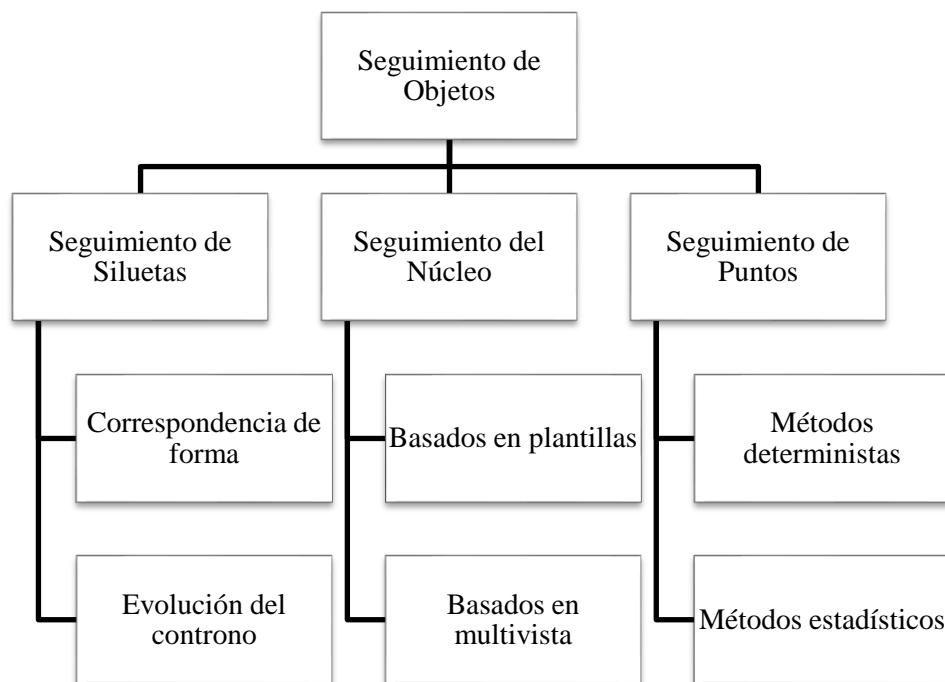 Seguimiento de
Objetos
Seguimiento de
Siluetas
Seguimiento del
Núcleo
Seguimiento de
Puntos
Correspondencia de
forma
Basados en plantillas
Métodos
deterministas
Evolución del
controno
Basados en
multivista
Métodos estadísticos